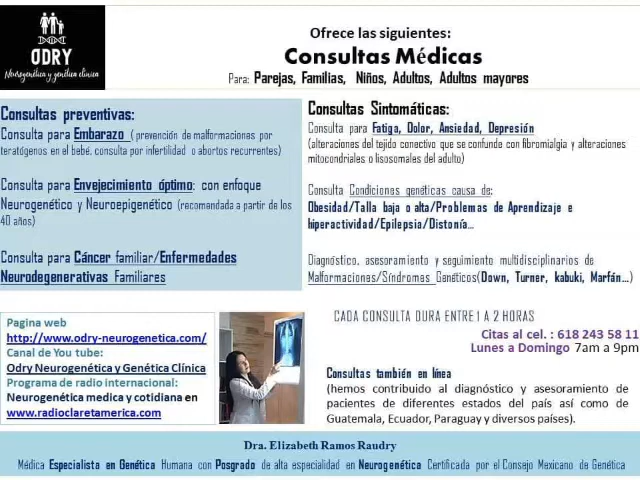 ODRY
Neurogenética y genética clínica
Ofrece las siguientes:
Consultas Médicas
Para: Parejas, Familias, Niños, Adultos, Adultos mayores
Consultas preventivas:
Consulta para Embarazo ( prevención de malformaciones por
teratógenos en el bebé, consulta por infertilidad o abortos recurrentes)
Consulta para Envejecimiento óptimo: con enfoque
Neurogenético y Neuroepigenético (recomendada a partir de los
40 años)
Consulta para Cáncer familiar/Enfermedades
Neurodegenerativas Familiares
Consultas Sintomáticas:
Consulta para Fatiga, Dolor, Ansiedad, Depresión
(alteraciones del tejido conectivo que se confunde con fibromialgia y alteraciones
mitocondriales o lisosomales del adulto)
Consulta Condiciones genéticas causa de:
Obesidad/Talla baja o alta/Problemas de Aprendizaje e
hiperactividad/Epilepsia/Distonía...
Diagnóstico, asesoramiento y seguimiento multidisciplinarios de
Malformaciones/Síndromes Genéticos(Down, Turner, kabuki, Marfán...)
CADA CONSULTA DURA ENTRE 1 A 2 HORAS
Citas al cel. : 618 243 58 11
Lunes a Domingo 7am a 9pm
Pagina web
http://www.odry-neurogenetica.com/
Canal de You tube:
Odry Neurogenética y Genética Clínica
Programa de radio internacional:
Neurogenética medica y cotidiana en
www.radioclaretamerica.com
Consultas también en línea
(hemos contribuido al diagnóstico y asesoramiento de
pacientes de diferentes estados del país así como de
Guatemala, Ecuador, Paraguay y diversos países).
Dra. Elizabeth Ramos Raudry
Médica Especialista en Genética Humana con Posgrado de alta especialidad en Neurogenética Certificada por el Consejo Mexicano de Genética